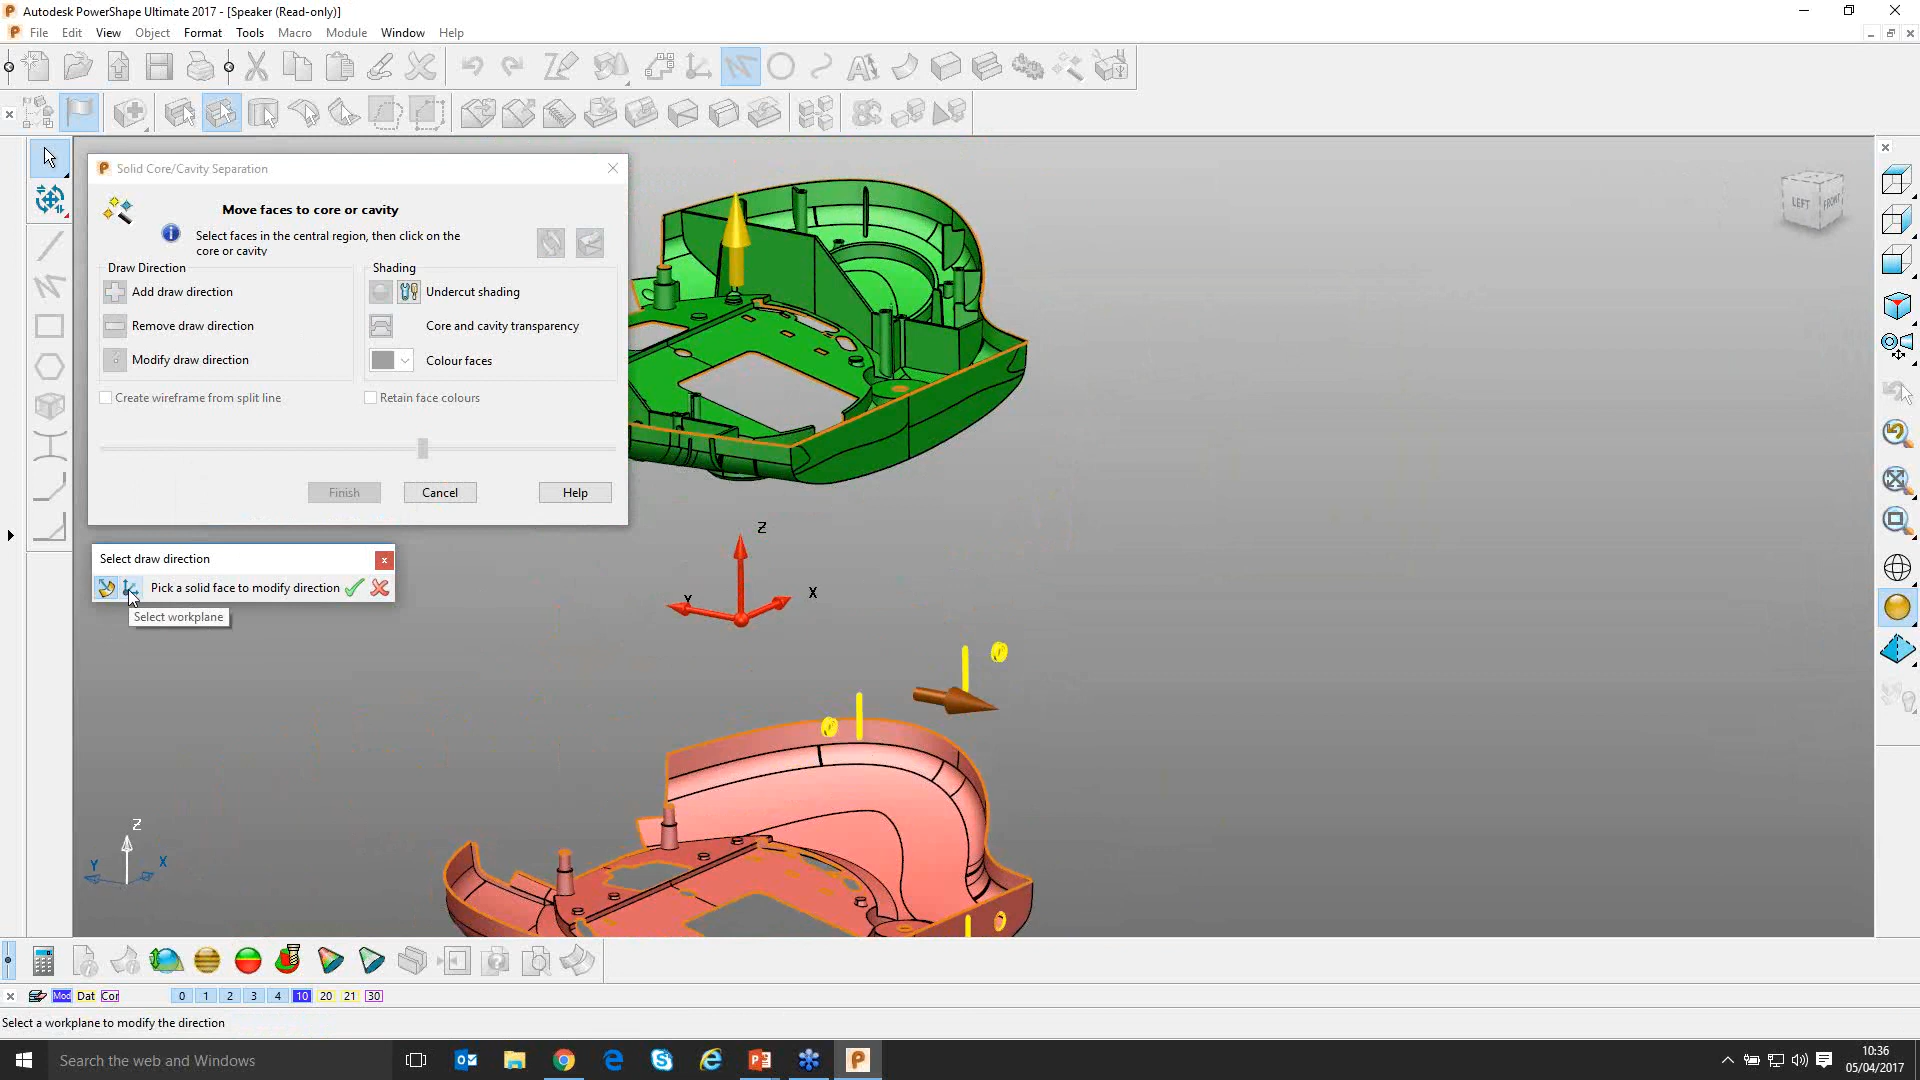 Autodesk PowerShape Ultimate 2017 - [Speaker (Read-only)]
File Edit View Object Format Tools Macro Module Window Help
Solid Core/Cavity Separation
Move faces to core or cavity
Select faces in the central region, then click on the
core or cavity
Draw Direction
Shading
Add draw direction
Undercut shading
Remove draw direction
Core and cavity transparency
Modify draw direction
Colour faces
Create wireframe from split line
Retain face colours
Finish Cancel Help
Select draw direction
Pick a solid face to modify direction
Select workplane
LEFT FRONT
Z
X
Y
Z
Y
X
Mod Dat Cor 0 1 2 3 4 10 20 21 30
Select a workplane to modify the direction
Search the web and Windows
10:36
05/04/2017